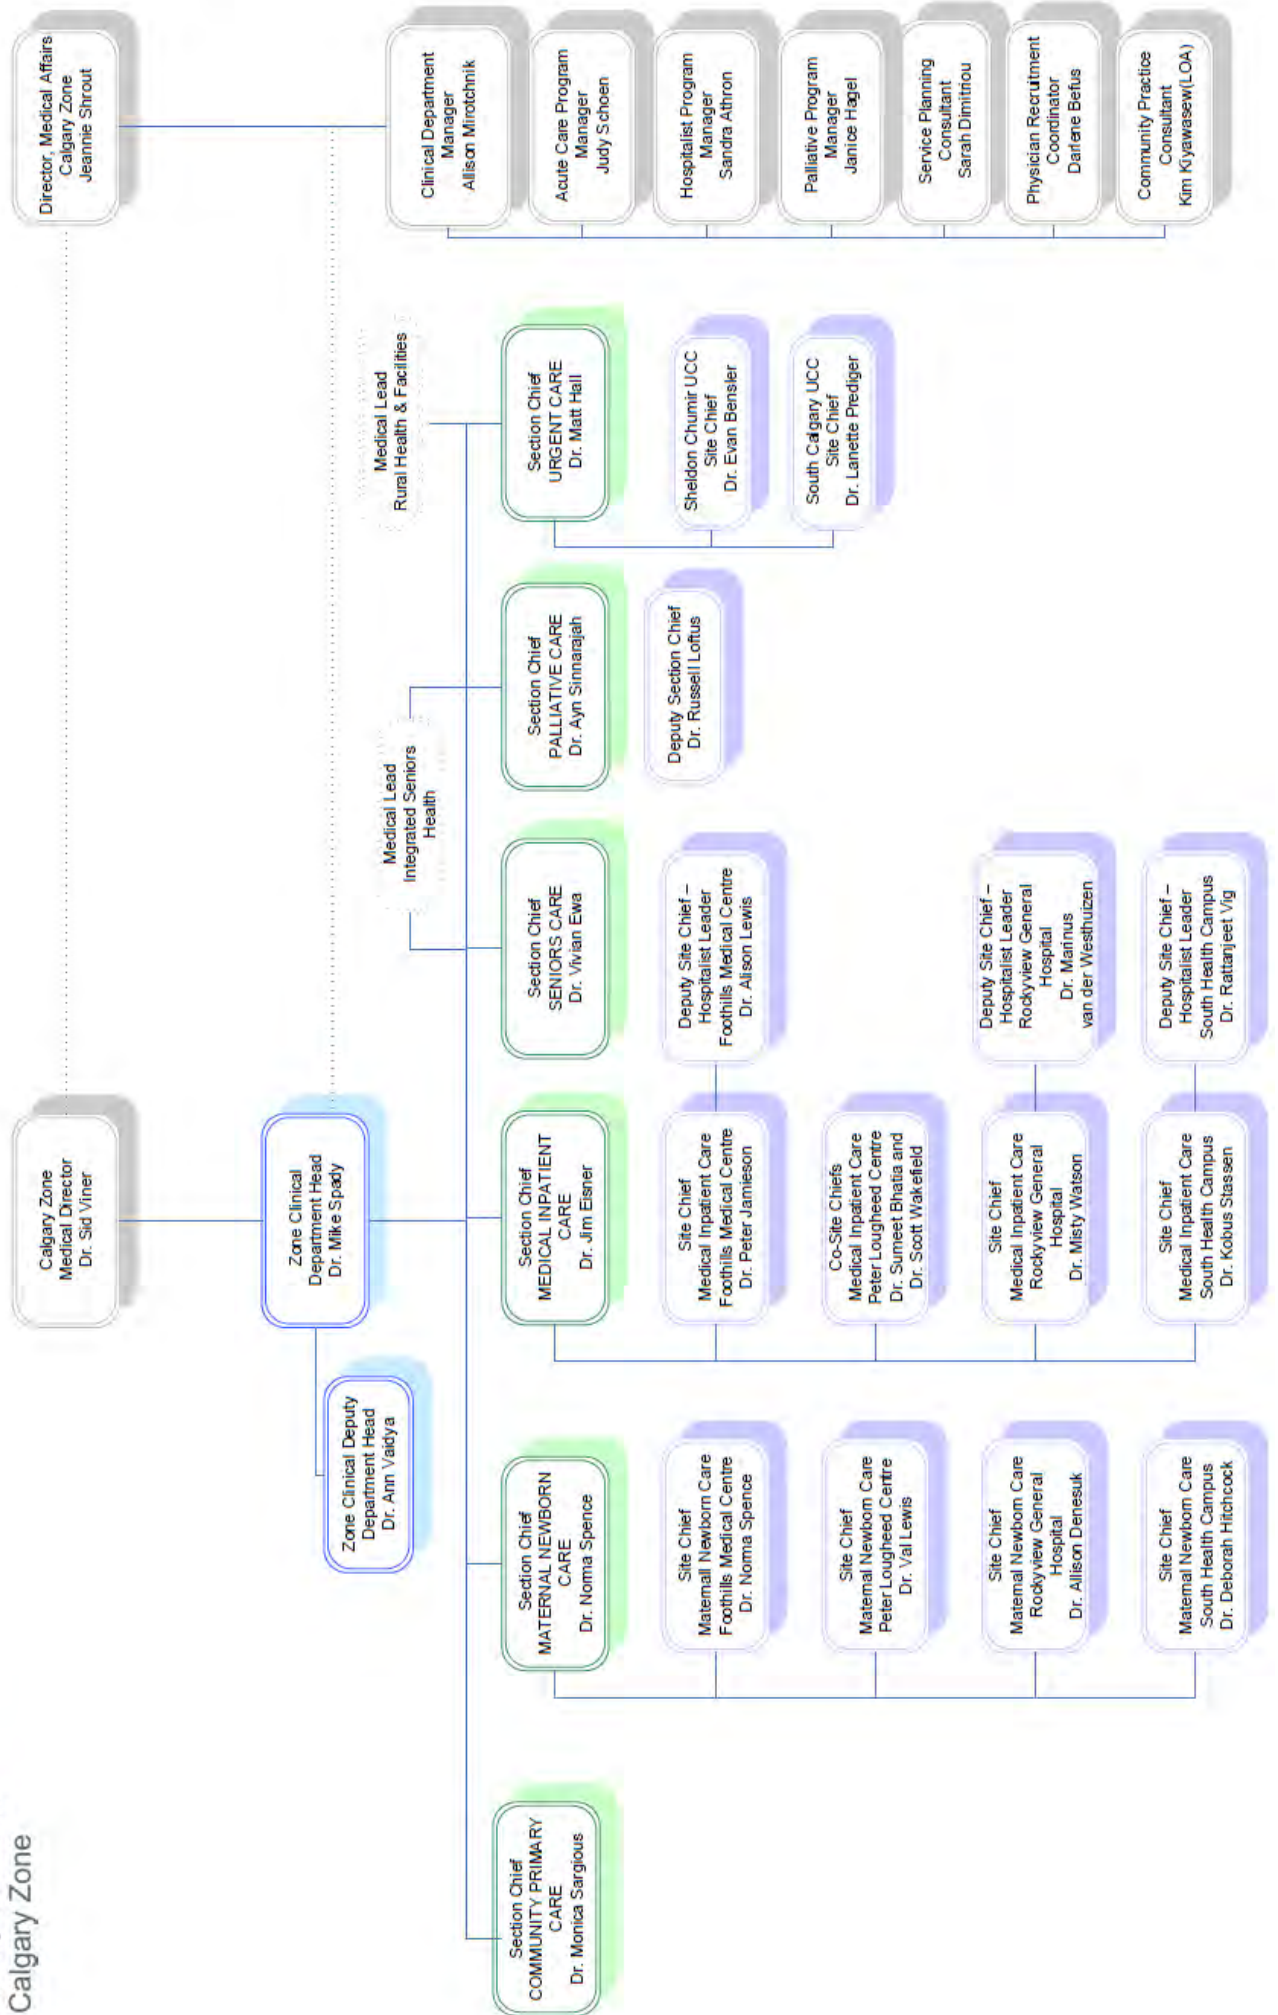 Calgary Zone
Calgary Zone
Medical Director
Dr. Sid Viner
Director, Medical Affairs
Calgary Zone
Jeannie Shrout
Zone Clinical
Department Head
Dr. Mike Spady
Zone Clinical Deputy
Department Head
Dr. Ann Vaidya
Medical Lead
Integrated Seniors
Health
Medical Lead
Rural Health & Facilities
Section Chief
COMMUNITY PRIMARY
CARE
Dr. Monica Sargious
Section Chief
MATERNAL NEWBORN
CARE
Dr. Norma Spence
Site Chief
Maternall Newborn Care
Foothills Medical Centre
Dr. Norma Spence
Site Chief
Maternal Newborn Care
Peter Lougheed Centre
Dr. Val Lewis
Site Chief
Maternal Newborn Care
Rockyview General
Hospital
Dr. Allison Denesuk
Site Chief
Maternal Newborn Care
South Health Campus
Dr. Deborah Hitchcock
Section Chief
MEDICAL INPATIENT
CARE
Dr. Jim Eisner
Site Chief
Medical Inpatient Care
Foothills Medical Centre
Dr. Peter Jamieson
Co-Site Chiefs
Medical Inpatient Care
Peter Lougheed Centre
Dr. Sumeet Bhatia and
Dr. Scott Wakefield
Site Chief
Medical Inpatient Care
Rockyview General
Hospital
Dr. Misty Watson
Site Chief
Medical Inpatient Care
South Health Campus
Dr. Kobus Stassen
Deputy Site Chief –
Hospitalist Leader
Foothills Medical Centre
Dr. Alison Lewis
Deputy Site Chief –
Hospitalist Leader
Rockyview General
Hospital
Dr. Marinus
van der Westhuizen
Deputy Site Chief –
Hospitalist Leader
South Health Campus
Dr. Rattanjeet Vig
Section Chief
SENIORS CARE
Dr. Vivian Ewa
Section Chief
PALLIATIVE CARE
Dr. Ayn Sinnarajah
Deputy Section Chief
Dr. Russell Loftus
Section Chief
URGENT CARE
Dr. Matt Hall
Sheldon Chumir UCC
Site Chief
Dr. Evan Bensler
South Calgary UCC
Site Chief
Dr. Lanette Prediger
Clinical Department
Manager
Allison Mirotchnik
Acute Care Program
Manager
Judy Schoen
Hospitalist Program
Manager
Sandra Athron
Palliative Program
Manager
Janice Hagel
Service Planning
Consultant
Sarah Dimitriou
Physician Recruitment
Coordinator
Darlene Befus
Community Practice
Consultant
Kim Kiyawasew(LOA)